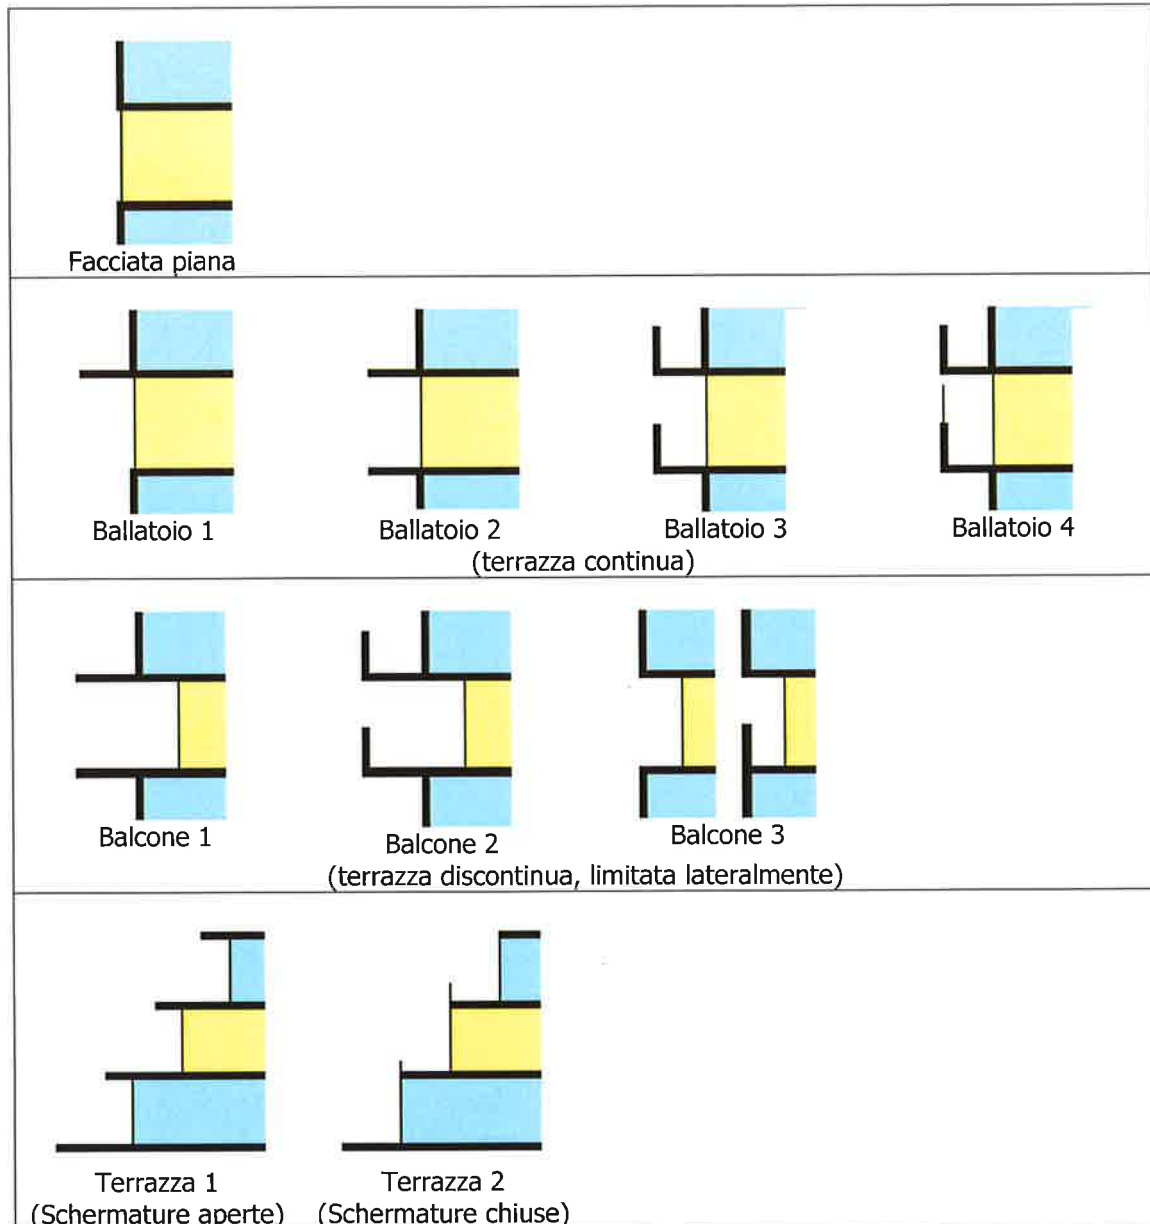 Facciata piana
Ballatoio 1 Ballatoio 2 Ballatoio 3 Ballatoio 4
(terrazza continua)
Balcone 1 Balcone 2 Balcone 3
(terrazza discontinua, limitata lateralmente)
Terrazza 1 Terrazza 2
(Schermature aperte) (Schermature chiuse)